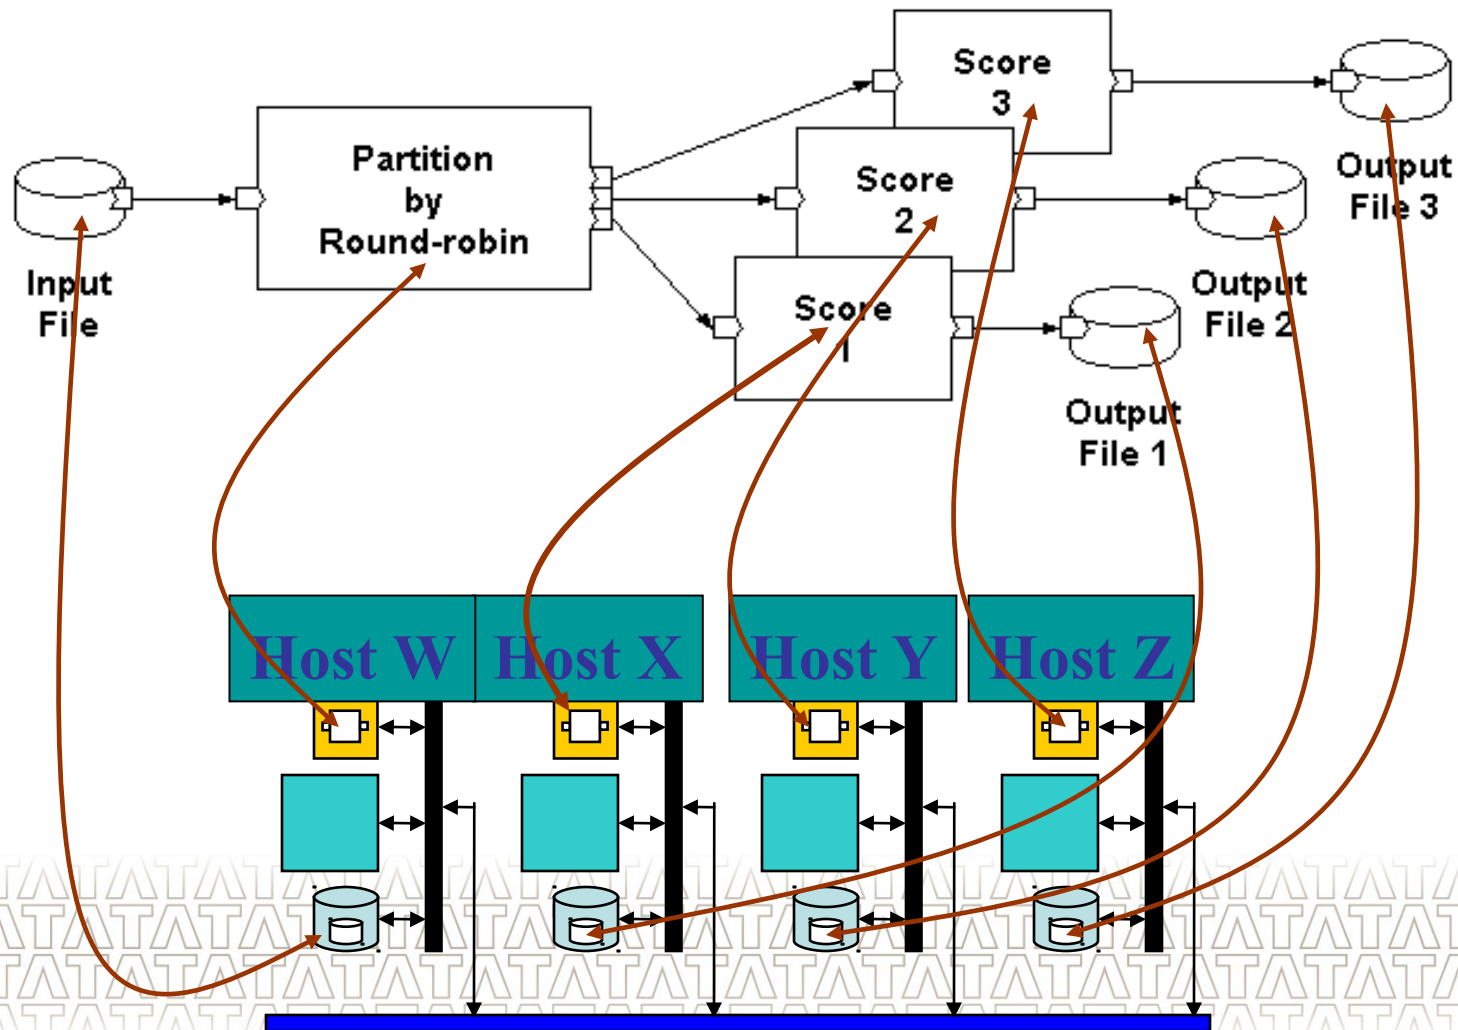 Score
3
Output
File 3
Partition
by
Round-robin
Score
2
Output
File 2
Input
File
Score
1
Output
File 1
Host W
Host X
Host Y
Host Z
TATATATATATATATATATATATA